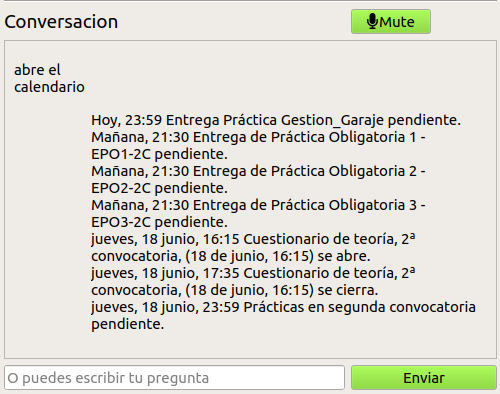 Conversacion
Mute
abre el
calendario
Hoy, 23:59 Entrega Práctica Gestion_Garaje pendiente.
Mañana, 21:30 Entrega de Práctica Obligatoria 1 -
EPO1-2C pendiente.
Mañana, 21:30 Entrega de Práctica Obligatoria 2 -
EPO2-2C pendiente.
Mañana, 21:30 Entrega de Práctica Obligatoria 3 -
EPO3-2C pendiente.
jueves, 18 junio, 16:15 Cuestionario de teoría, 2ª
convocatoria, (18 de junio, 16:15) se abre.
jueves, 18 junio, 17:35 Cuestionario de teoría, 2ª
convocatoria, (18 de junio, 16:15) se cierra.
jueves, 18 junio, 23:59 Prácticas en segunda convocatoria
pendiente.
O puedes escribir tu pregunta
Enviar